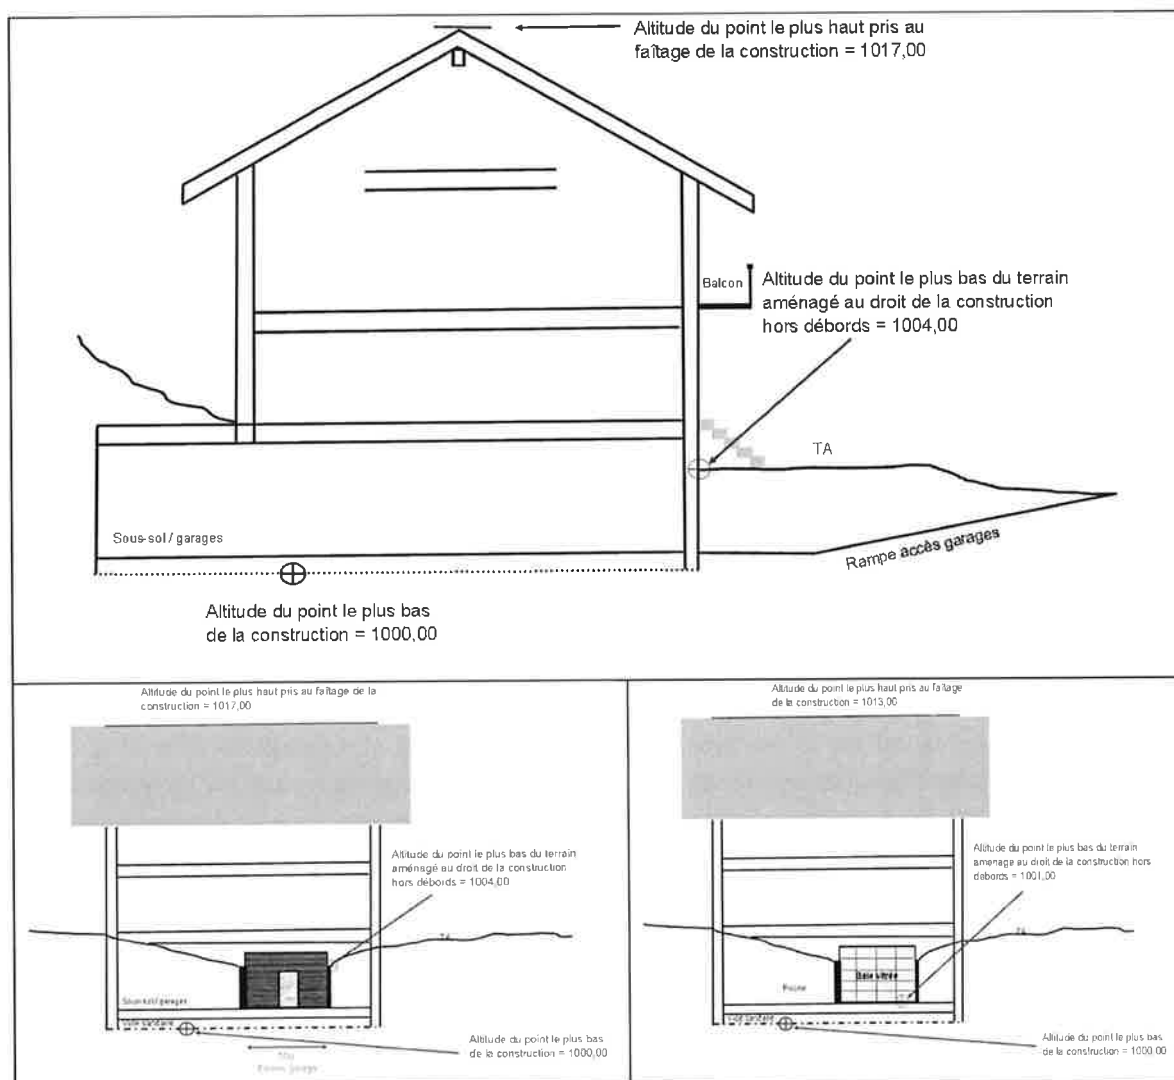 Altitude du point le plus haut pris au
faîtage de la construction = 1017,00
Balcon
Altitude du point le plus bas du terrain
aménagé au droit de la construction
hors débords = 1004,00
TA
Sous-sol / garages
Rampe accès garages
Altitude du point le plus bas
de la construction = 1000,00
Altitude du point le plus haut pris au faîtage de la
construction = 1017,00
Altitude du point le plus bas du terrain
aménagé au droit de la construction
hors débords = 1004,00
TA
Sous-sol / garages
Vide sanitaire
Altitude du point le plus bas
de la construction = 1000,00
Altitude du point le plus haut pris au faîtage
de la construction = 1013,00
Altitude du point le plus bas du terrain
aménagé au droit de la construction hors
débords = 1001,00
TA
Baie vitrée
Vide sanitaire
Altitude du point le plus bas
de la construction = 1000,00